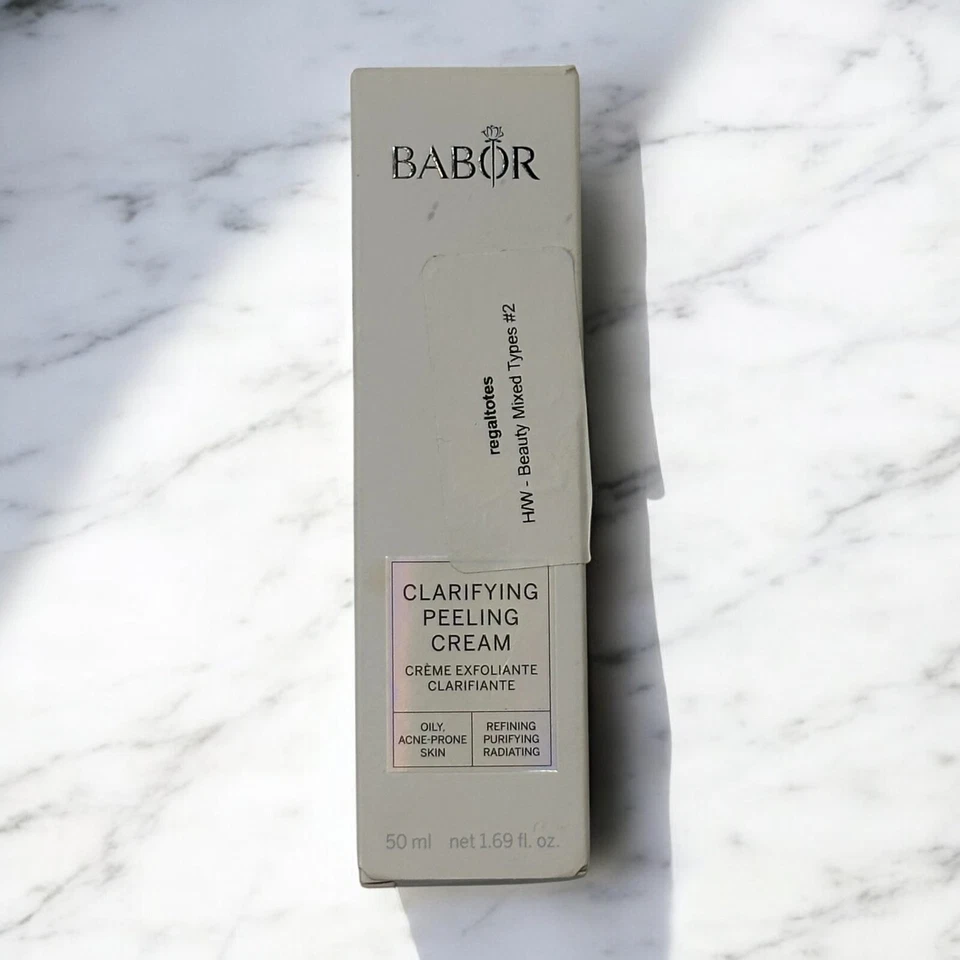 BABOR
regaltotes
H/W - Beauty Mixed Types #2
CLARIFYING
PEELING
CREAM
CRÈME EXFOLIANTE
CLARIFIANTE
OILY,
ACNE-PRONE
SKIN
REFINING
PURIFYING
RADIATING
50 ml net 1.69 fl. oz.